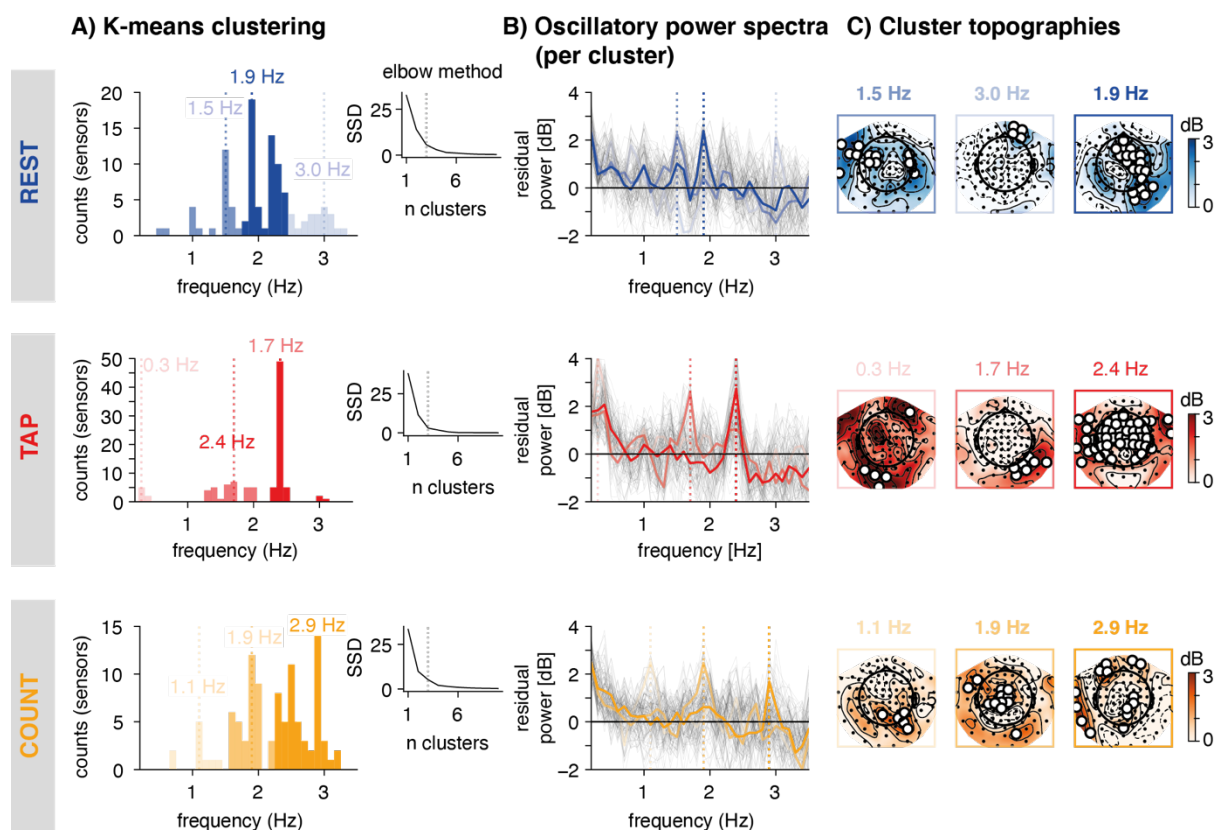 A) K-means clustering
B) Oscillatory power spectra
(per cluster)
C) Cluster topographies
REST
counts (sensors)
20
15
10
5
0
1.5 Hz
1.9 Hz
3.0 Hz
1
2
3
frequency (Hz)
elbow method
SSD
25
0
1
6
n clusters
residual
power [dB]
4
2
0
−2
1
2
3
frequency (Hz)
1.5 Hz
3.0 Hz
1.9 Hz
dB
3
0
TAP
counts (sensors)
50
40
30
20
10
0
0.3 Hz
2.4 Hz
1.7 Hz
1
2
3
frequency (Hz)
SSD
25
0
1
6
n clusters
residual
power [dB]
4
2
0
−2
1
2
3
frequency [Hz]
0.3 Hz
1.7 Hz
2.4 Hz
dB
3
0
COUNT
counts (sensors)
15
10
5
0
1.1 Hz
1.9 Hz
2.9 Hz
1
2
3
frequency (Hz)
SSD
25
0
1
6
n clusters
residual
power [dB]
4
2
0
−2
1
2
3
frequency (Hz)
1.1 Hz
1.9 Hz
2.9 Hz
dB
3
0